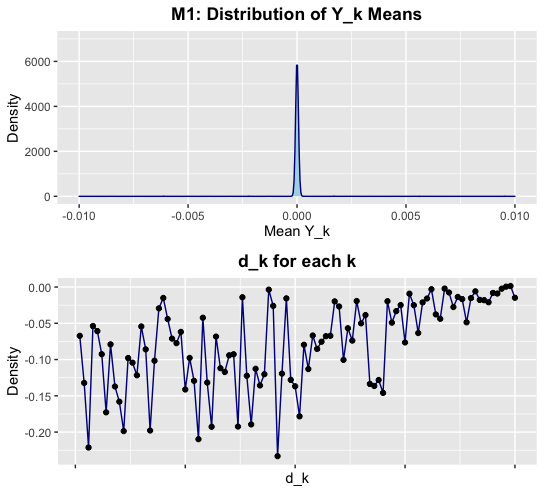 M1: Distribution of Y_k Means
Density
6000
4000
2000
0
-0.010
-0.005
0.000
0.005
0.010
Mean Y_k
d_k for each k
Density
0.00
-0.05
-0.10
-0.15
-0.20
d_k